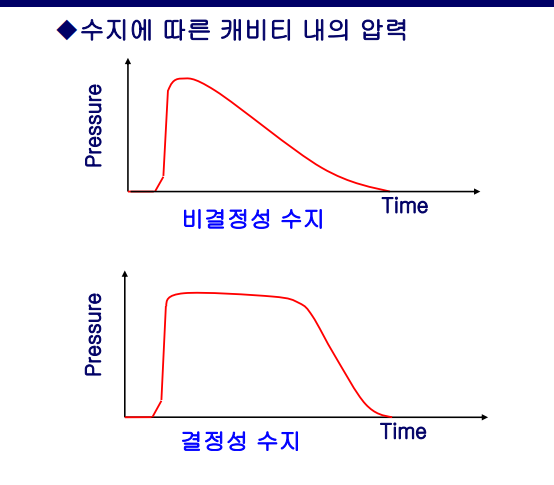 ◆수지에 따른 캐비티 내의 압력
Pressure
Time
비결정성 수지
Pressure
Time
결정성 수지